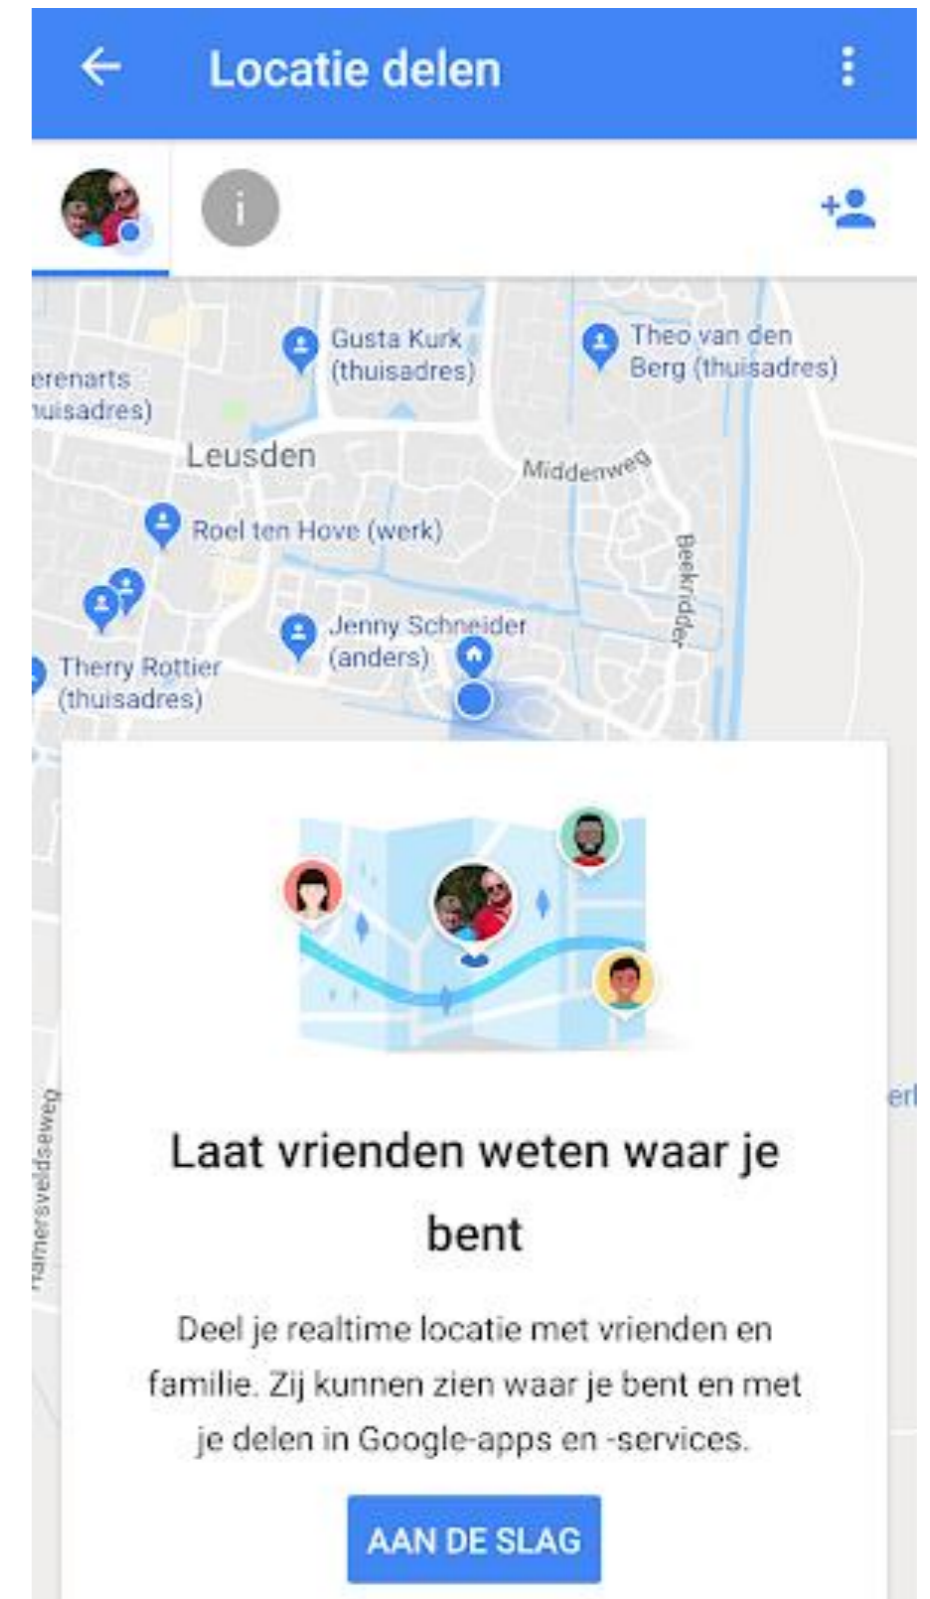 Locatie delen
i
Gusta Kurk
(thuisadres)
Theo van den
Berg (thuisadres)
erenarts
huisadres)
Leusden
Middenweg
Roel ten Hove (werk)
Beekridder
Jenny Schneider
(anders)
Therry Rottier
(thuisadres)
Laat vrienden weten waar je
bent
Hamersveldseweg
Deel je realtime locatie met vrienden en
familie. Zij kunnen zien waar je bent en met
je delen in Google-apps en -services.
AAN DE SLAG